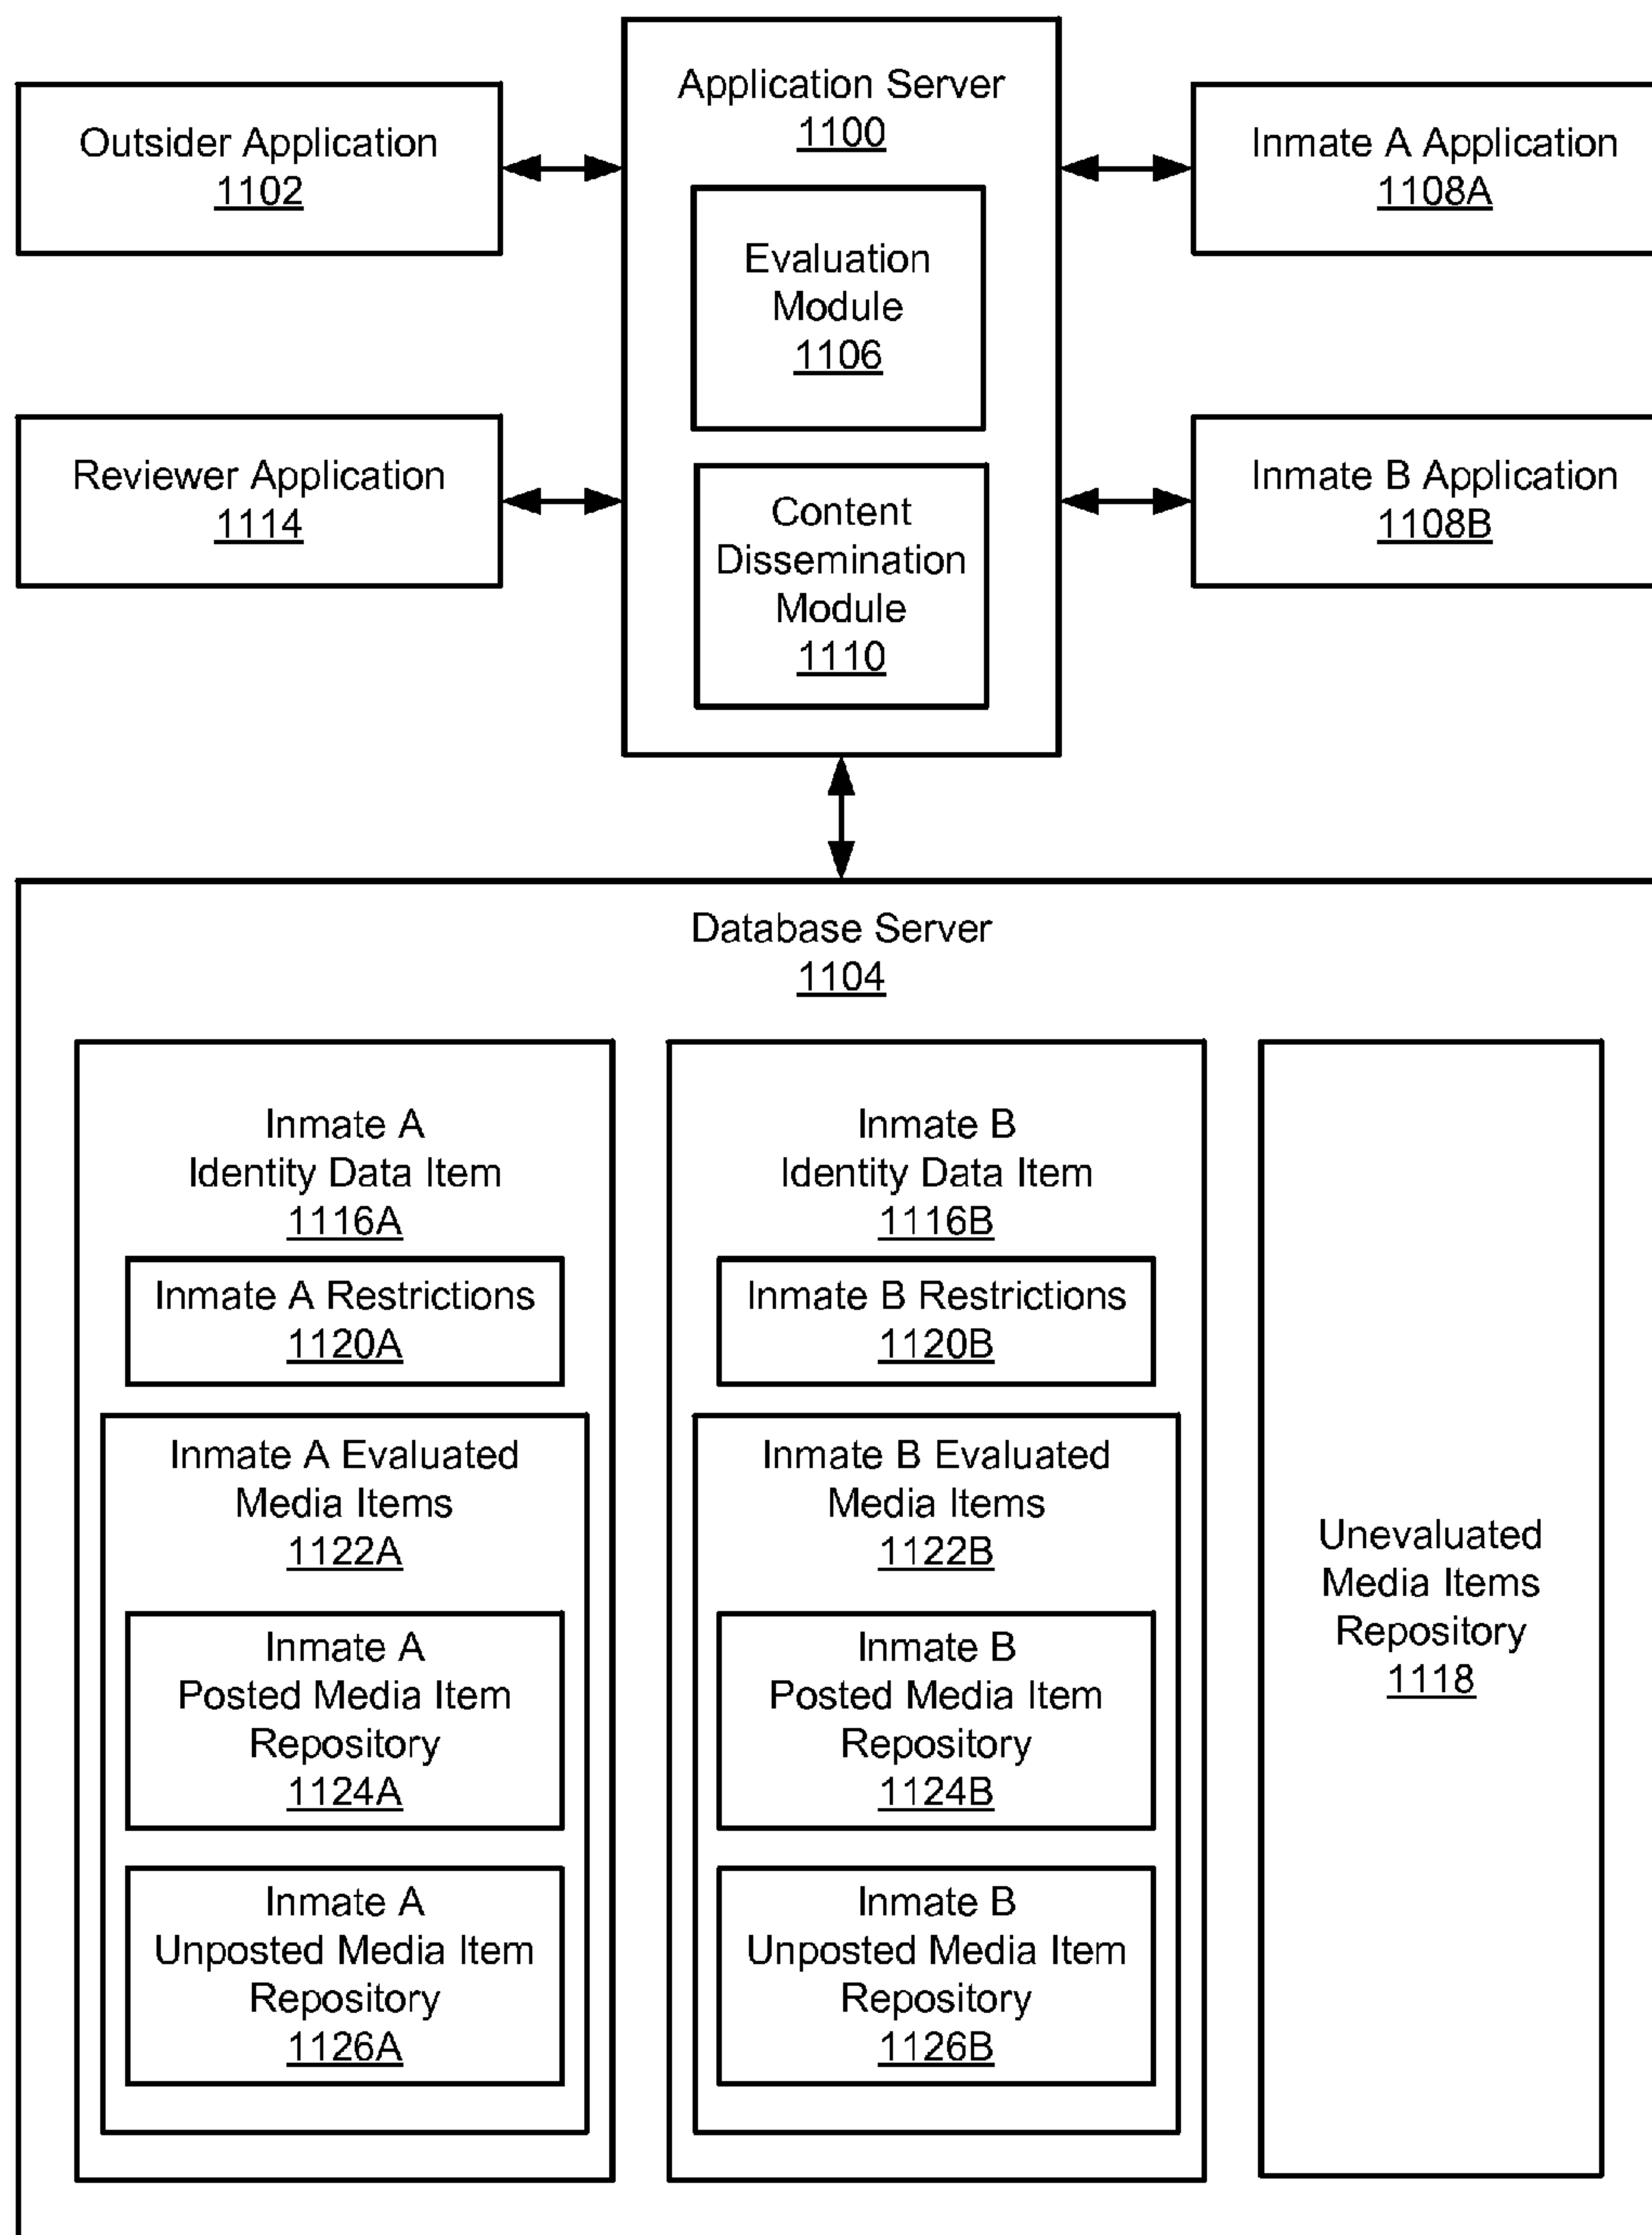 Application Server
1100
Outsider Application
1102
Inmate A Application
1108A
Evaluation
Module
1106
Reviewer Application
1114
Inmate B Application
1108B
Content
Dissemination
Module
1110
Database Server
1104
Inmate A
Identity Data Item
1116A
Inmate A Restrictions
1120A
Inmate A Evaluated
Media Items
1122A
Inmate A
Posted Media Item
Repository
1124A
Inmate A
Unposted Media Item
Repository
1126A
Inmate B
Identity Data Item
1116B
Inmate B Restrictions
1120B
Inmate B Evaluated
Media Items
1122B
Inmate B
Posted Media Item
Repository
1124B
Inmate B
Unposted Media Item
Repository
1126B
Unevaluated
Media Items
Repository
1118